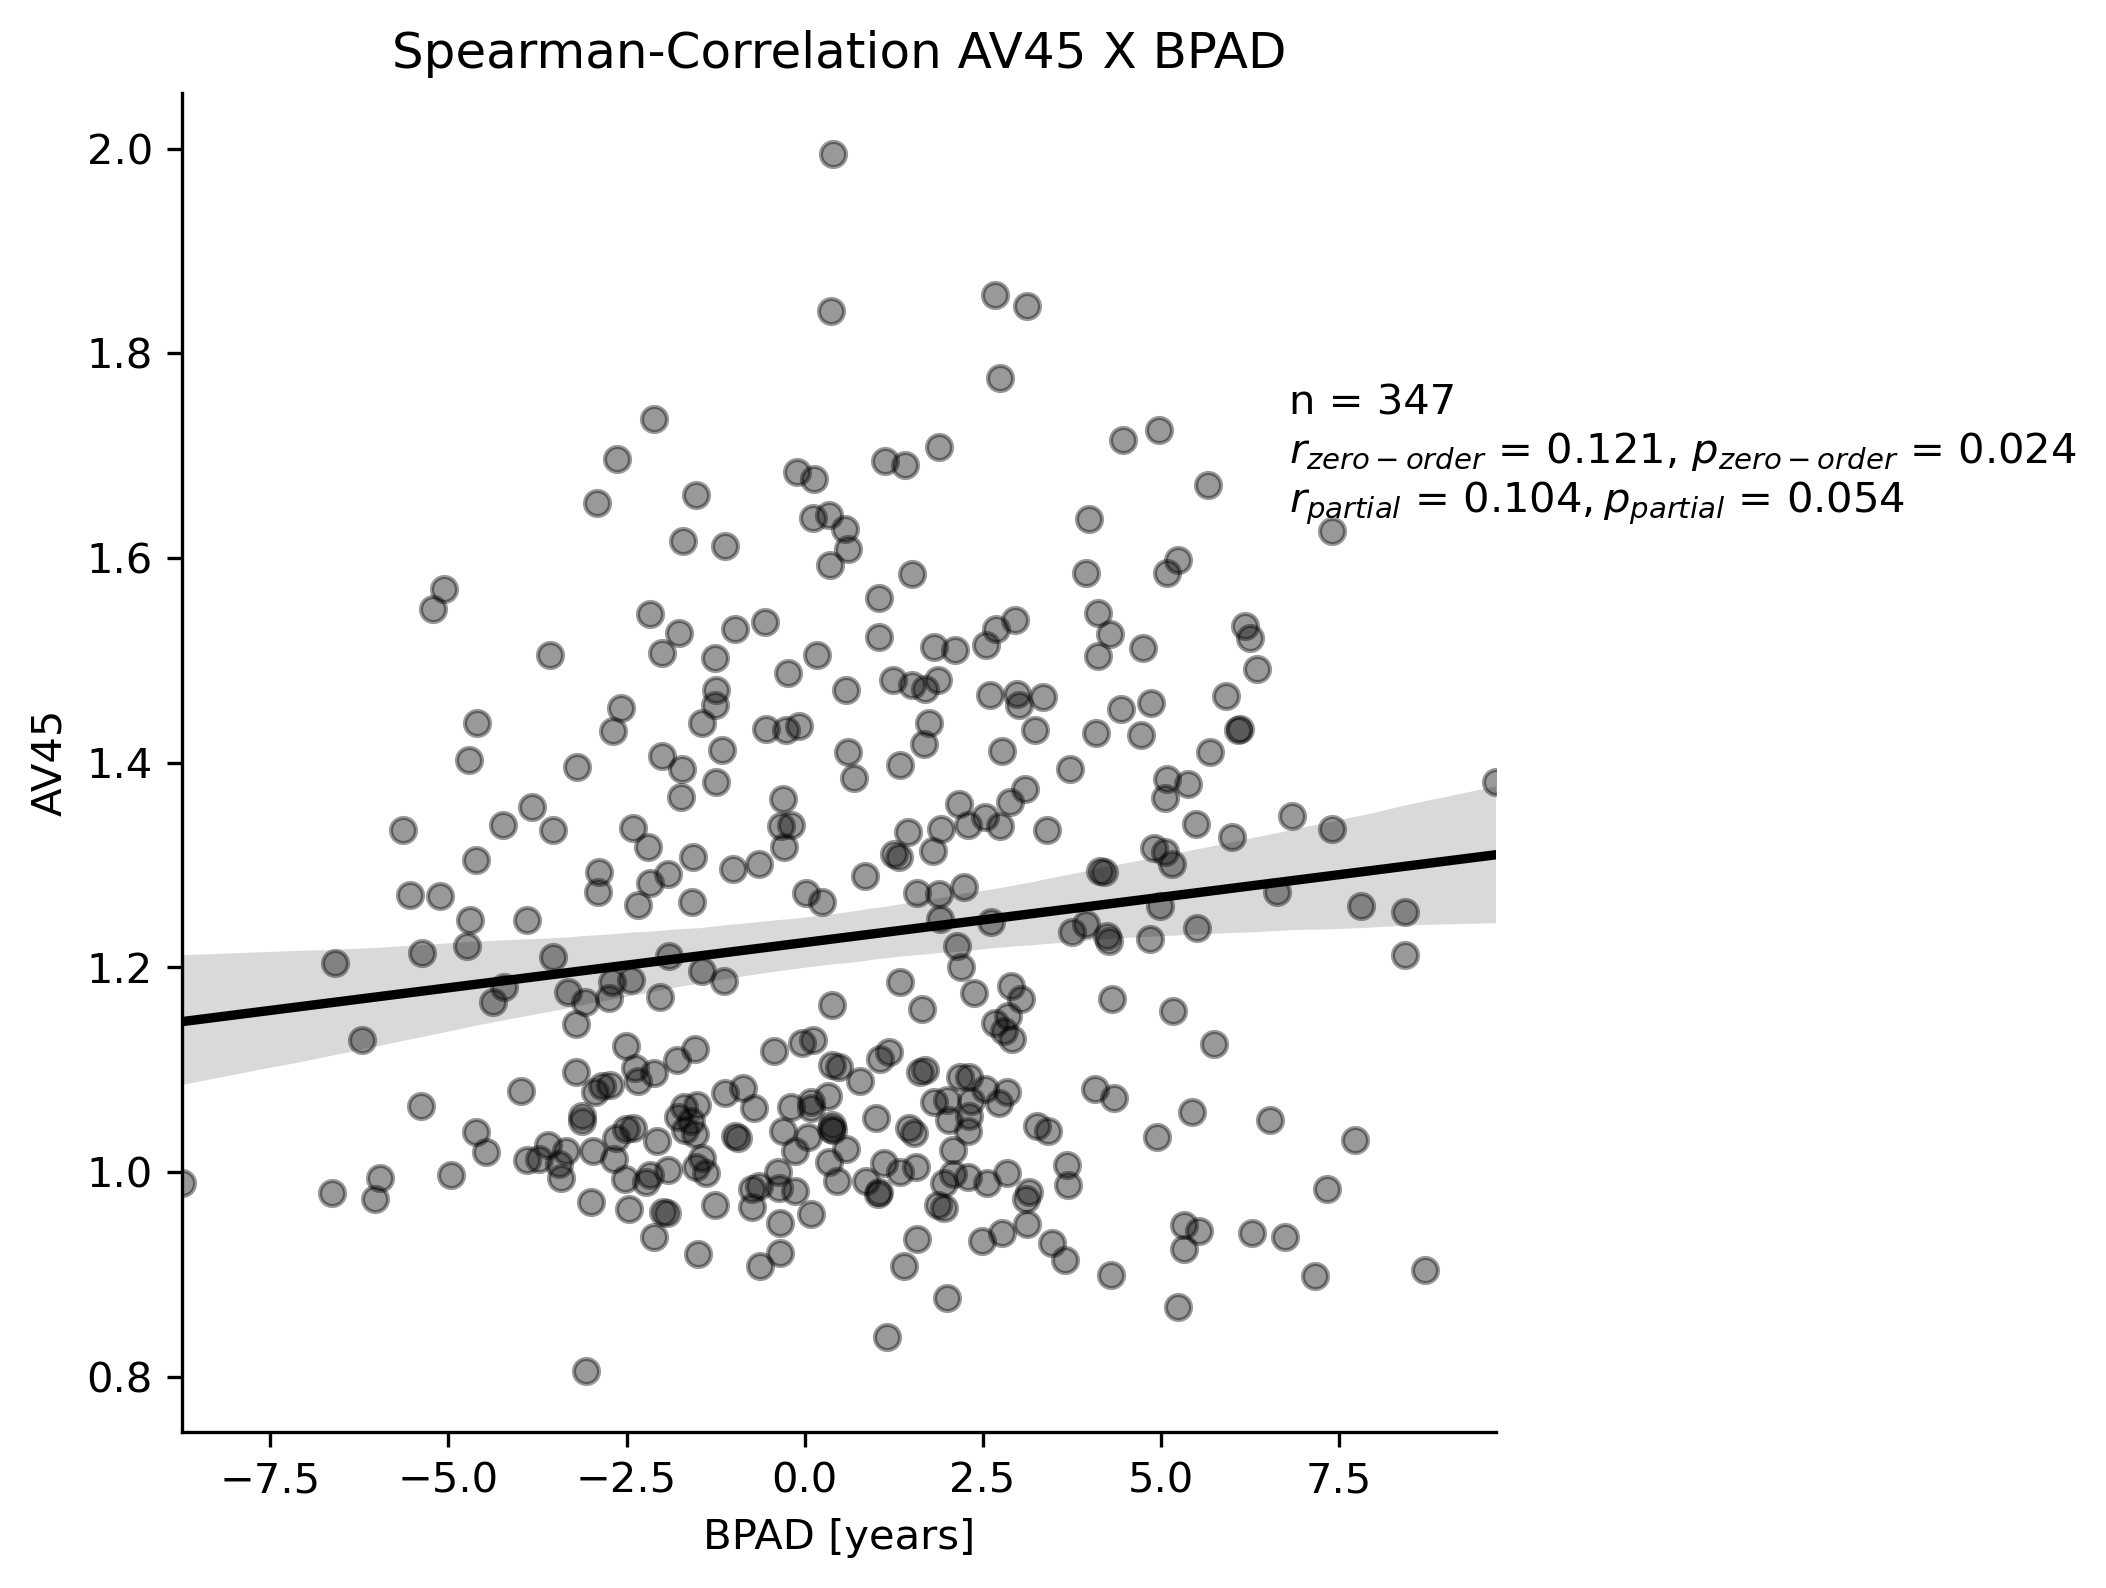 Spearman-Correlation AV45 X BPAD
2.0
1.8
1.6
1.4
1.2
1.0
0.8
AV45
n = 347
r_zero−order = 0.121, p_zero−order = 0.024
r_partial = 0.104, p_partial = 0.054
−7.5 −5.0 −2.5 0.0 2.5 5.0 7.5
BPAD [years]